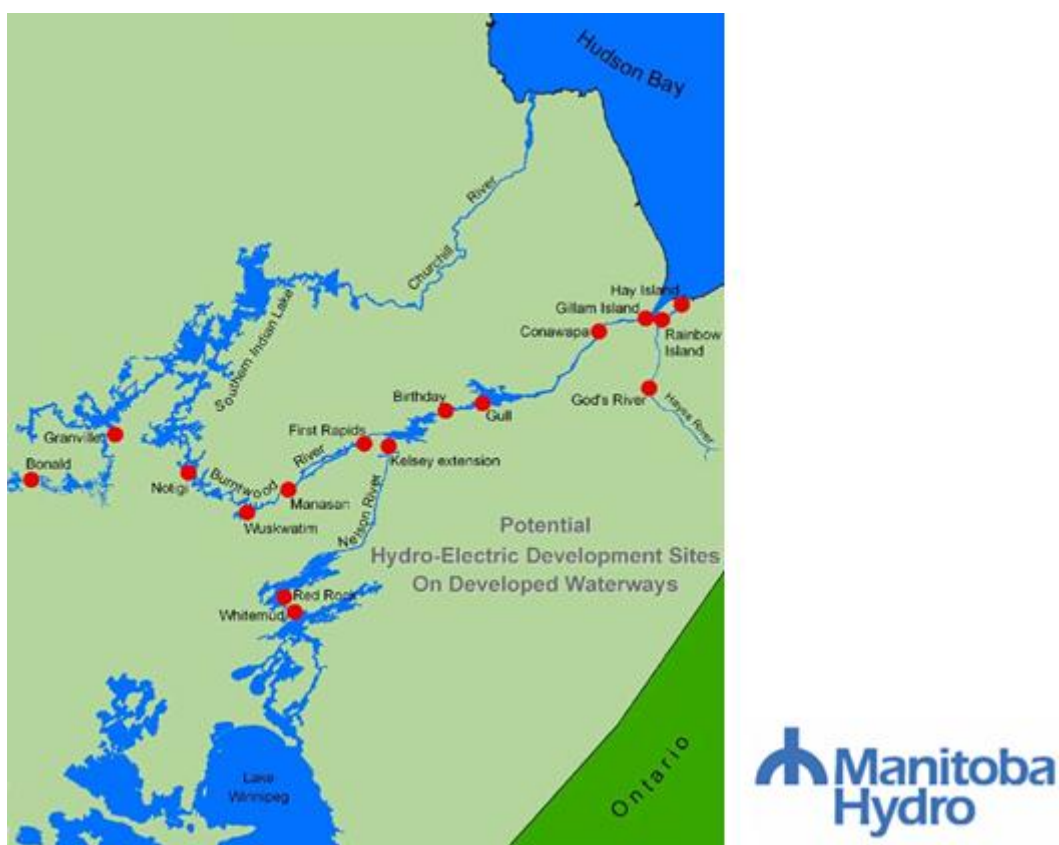 Hudson Bay
Churchill River
Southern Indian Lake
Hay Island
Gillam Island
Conawapa
Rainbow
Island
God's River
Hayes River
Birthday
Gull
First Rapids
Kelsey extension
Granville
Bonald
Notigi
Burntwood River
Manasan
Wuskwatim
Nelson River
Potential
Hydro-Electric Development Sites
On Developed Waterways
Red Rock
Whitemud
Lake
Winnipeg
Ontario
Manitoba
Hydro